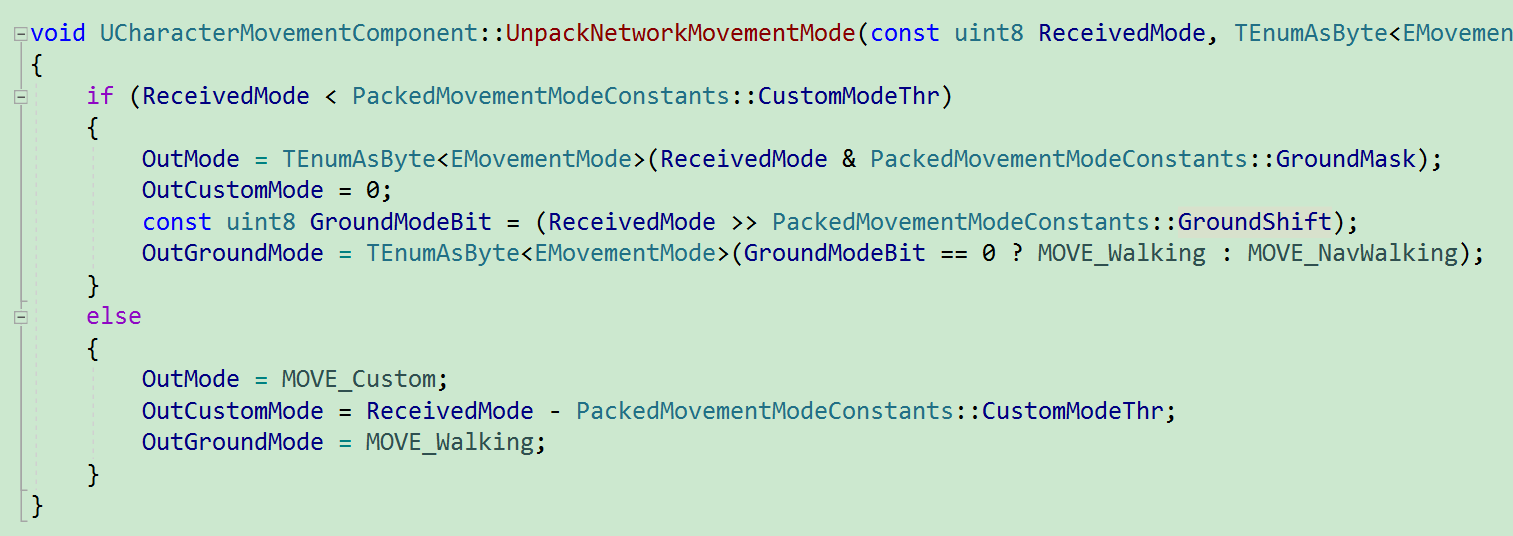 void UCharacterMovementComponent::UnpackNetworkMovementMode(const uint8 ReceivedMode, TEnumAsByte<EMovemen
{
if (ReceivedMode < PackedMovementModeConstants::CustomModeThr)
{
OutMode = TEnumAsByte<EMovementMode>(ReceivedMode & PackedMovementModeConstants::GroundMask);
OutCustomMode = 0;
const uint8 GroundModeBit = (ReceivedMode >> PackedMovementModeConstants::GroundShift);
OutGroundMode = TEnumAsByte<EMovementMode>(GroundModeBit == 0 ? MOVE_Walking : MOVE_NavWalking);
}
else
{
OutMode = MOVE_Custom;
OutCustomMode = ReceivedMode - PackedMovementModeConstants::CustomModeThr;
OutGroundMode = MOVE_Walking;
}
}